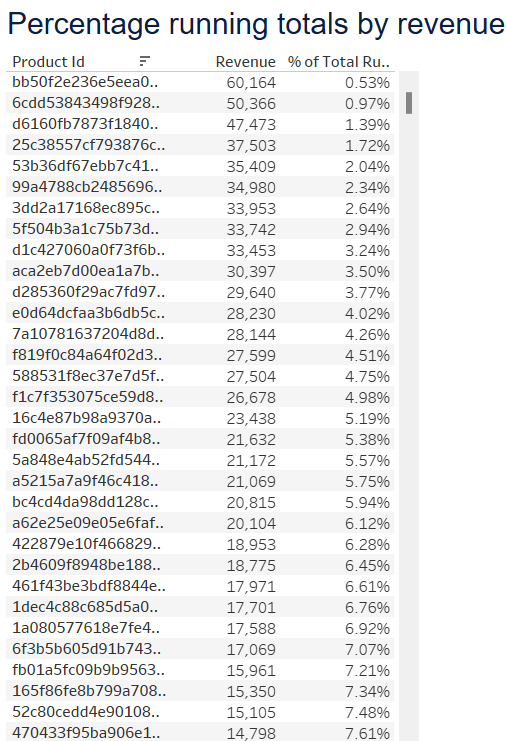 Percentage running totals by revenue
Product Id Revenue % of Total Ru..
bb50f2e236e5eea0.. 60,164 0.53%
6cdd53843498f928.. 50,366 0.97%
d6160fb7873f1840.. 47,473 1.39%
25c38557cf793876c.. 37,503 1.72%
53b36df67ebb7c41.. 35,409 2.04%
99a4788cb2485696.. 34,980 2.34%
3dd2a17168ec895c.. 33,953 2.64%
5f504b3a1c75b73d.. 33,742 2.94%
d1c427060a0f73f6b.. 33,453 3.24%
aca2eb7d00ea1a7b.. 30,397 3.50%
d285360f29ac7fd97.. 29,640 3.77%
e0d64dcfaa3b6db5c.. 28,230 4.02%
7a10781637204d8d.. 28,144 4.26%
f819f0c84a64f02d3.. 27,599 4.51%
588531f8ec37e7d5f.. 27,504 4.75%
f1c7f353075ce59d8.. 26,678 4.98%
16c4e87b98a9370a.. 23,438 5.19%
fd0065af7f09af4b8.. 21,632 5.38%
5a848e4ab52fd544.. 21,172 5.57%
a5215a7a9f46c418.. 21,069 5.75%
bc4cd4da98dd128c.. 20,815 5.94%
a62e25e09e05e6faf.. 20,104 6.12%
422879e10f466829.. 18,953 6.28%
2b4609f8948be188.. 18,775 6.45%
461f43be3bdf8844e.. 17,971 6.61%
1dec4c88c685d5a0.. 17,701 6.76%
1a080577618e7fe4.. 17,588 6.92%
6f3b5b605d91b743.. 17,069 7.07%
fb01a5fc09b9b9563.. 15,961 7.21%
165f86fe8b799a708.. 15,350 7.34%
52c80cedd4e90108.. 15,105 7.48%
470433f95ba906e1.. 14,798 7.61%